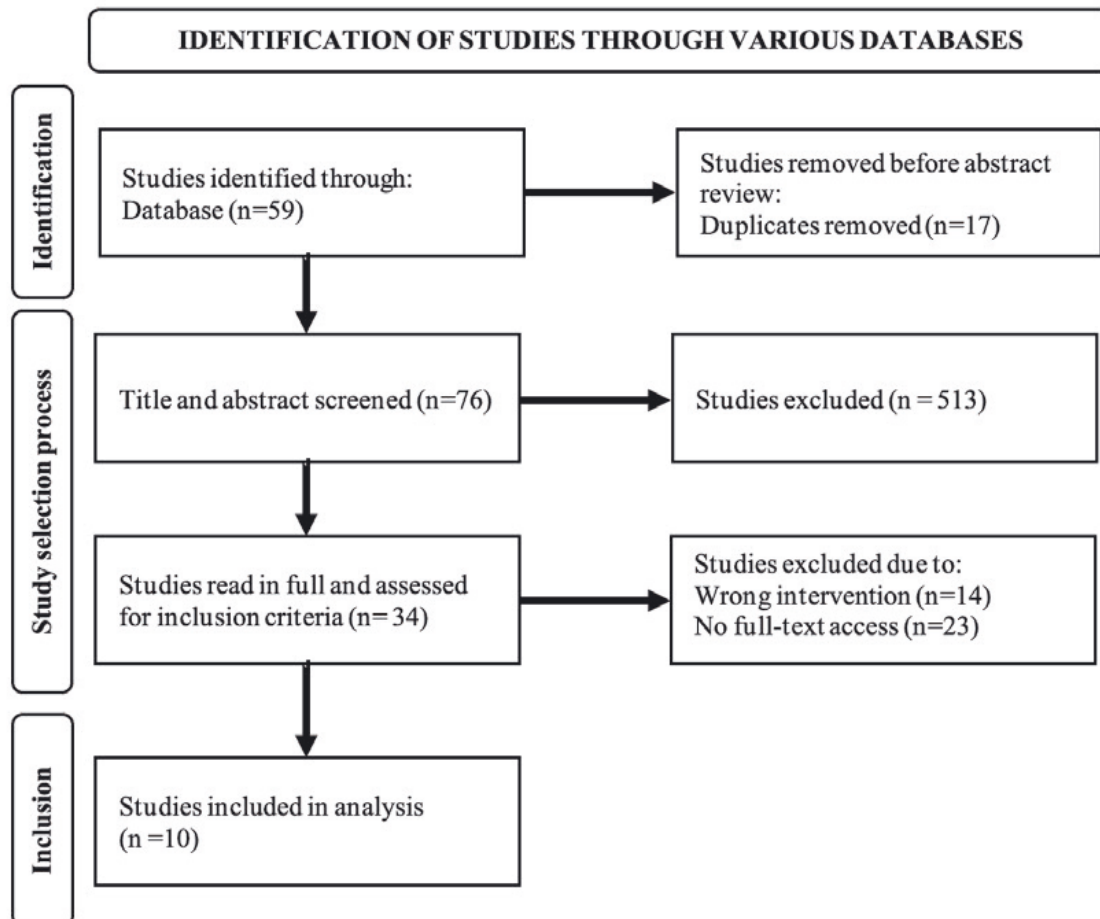 IDENTIFICATION OF STUDIES THROUGH VARIOUS DATABASES
Identification
Studies identified through:
Database (n=59)
Studies removed before abstract
review:
Duplicates removed (n=17)
Study selection process
Title and abstract screened (n=76)
Studies excluded (n = 513)
Studies read in full and assessed
for inclusion criteria (n= 34)
Studies excluded due to:
Wrong intervention (n=14)
No full-text access (n=23)
Inclusion
Studies included in analysis
(n =10)